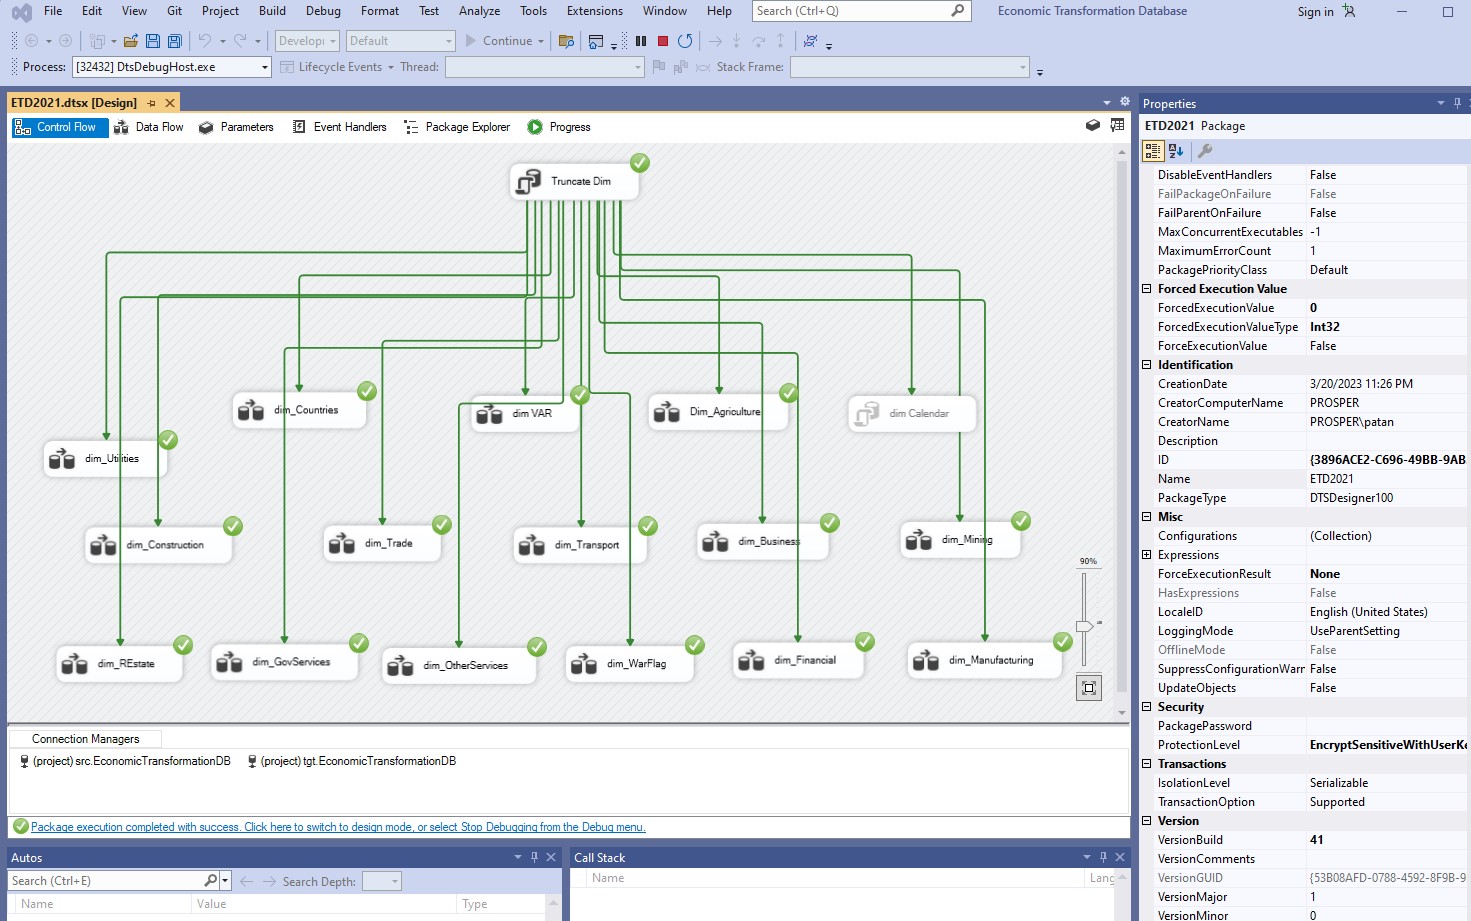 File Edit View Git Project Build Debug Format Test Analyze Tools Extensions Window Help Search (Ctrl+Q) Economic Transformation Database Sign in
Develop Default Continue
Process: [32432] DtsDebugHost.exe Lifecycle Events Thread: Stack Frame:
ETD2021.dtsx [Design]
Control Flow Data Flow Parameters Event Handlers Package Explorer Progress
Truncate Dim
dim_Countries
dim VAR
Dim_Agriculture
dim Calendar
dim_Utilities
dim_Construction
dim_Trade
dim_Transport
dim_Business
dim_Mining
90%
dim_REstate
dim_GovServices
dim_OtherServices
dim_WarFlag
dim_Financial
dim_Manufacturing
Connection Managers
(project) src.EconomicTransformationDB (project) tgt.EconomicTransformationDB
Package execution completed with success. Click here to switch to design mode, or select Stop Debugging from the Debug menu.
Autos
Search (Ctrl+E) Search Depth:
Name Value Type
Call Stack
Name Lang
Properties
ETD2021 Package
DisableEventHandlers False
FailPackageOnFailure False
FailParentOnFailure False
MaxConcurrentExecutables -1
MaximumErrorCount 1
PackagePriorityClass Default
Forced Execution Value
ForcedExecutionValue 0
ForcedExecutionValueType Int32
ForceExecutionValue False
Identification
CreationDate 3/20/2023 11:26 PM
CreatorComputerName PROSPER
CreatorName PROSPER\patan
Description
ID {3896ACE2-C696-49BB-9AB
Name ETD2021
PackageType DTSDesigner100
Misc
Configurations (Collection)
Expressions
ForceExecutionResult None
HasExpressions False
LocaleID English (United States)
LoggingMode UseParentSetting
OfflineMode False
SuppressConfigurationWarr False
UpdateObjects False
Security
PackagePassword
ProtectionLevel EncryptSensitiveWithUserKe
Transactions
IsolationLevel Serializable
TransactionOption Supported
Version
VersionBuild 41
VersionComments
VersionGUID {53B08AFD-0788-4592-8F9B-9
VersionMajor 1
VersionMinor 0